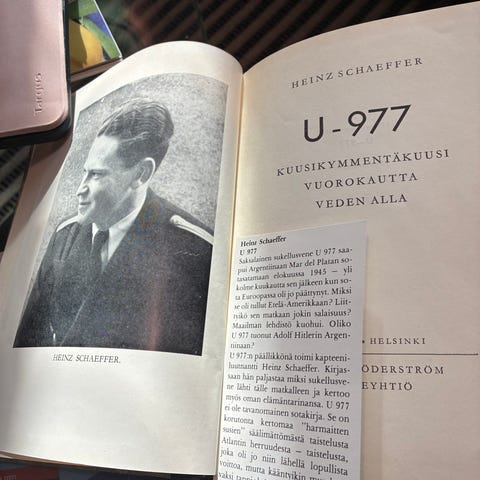 Targus
HEINZ SCHAEFFER.
HEINZ SCHAEFFER
U-977
KUUSIKYMMENTÄKUUSI
VUOROKAUTTA
VEDEN ALLA
• HELSINKI
ÖDERSTRÖM
EYHTIÖ
Heinz Schaeffer
U 977
Saksalainen sukellusvene U 977 saa-
pui Argentiinaan Mar del Platan so-
tasatamaan elokuussa 1945 – yli
kolme kuukautta sen jälkeen kun so-
ta Euroopassa oli jo päättynyt. Miksi
se oli tullut Etelä-Amerikkaan? Liit-
tyikö sen matkaan jokin salaisuus?
Maailman lehdistö kuohui. Oliko
U 977 tuonut Adolf Hitlerin Argen-
tiinaan?
U 977:n päällikkönä toimi kapteeni-
luutnantti Heinz Schaeffer. Kirjas-
saan hän paljastaa miksi sukellusve-
ne lähti tälle matkalleen ja kertoo
myös oman elämäntarinansa. U 977
ei ole tavanomainen sotakirja. Se on
korutonta kertomaa "harmaitten
susien" säälimättömästä taistelusta
Atlantin herruudesta – taistelusta,
joka oli jo niin lähellä lopullista
voittoa, mutta kääntyikin